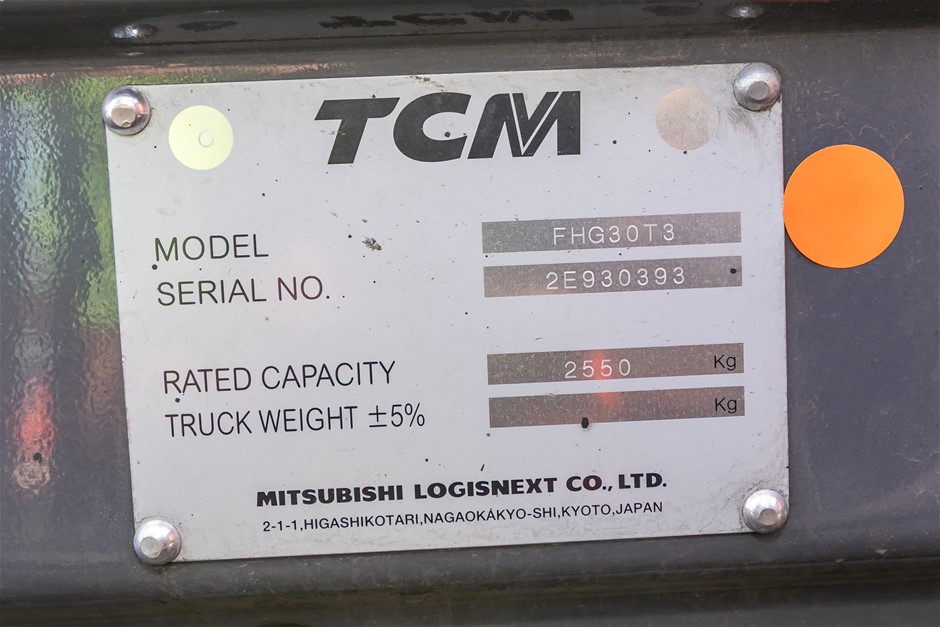 TCM
MODEL FHG30T3
SERIAL NO. 2E930393
RATED CAPACITY 2550 Kg
TRUCK WEIGHT ±5% Kg
MITSUBISHI LOGISNEXT CO., LTD.
2-1-1,HIGASHIKOTARI,NAGAOKAKYO-SHI,KYOTO,JAPAN